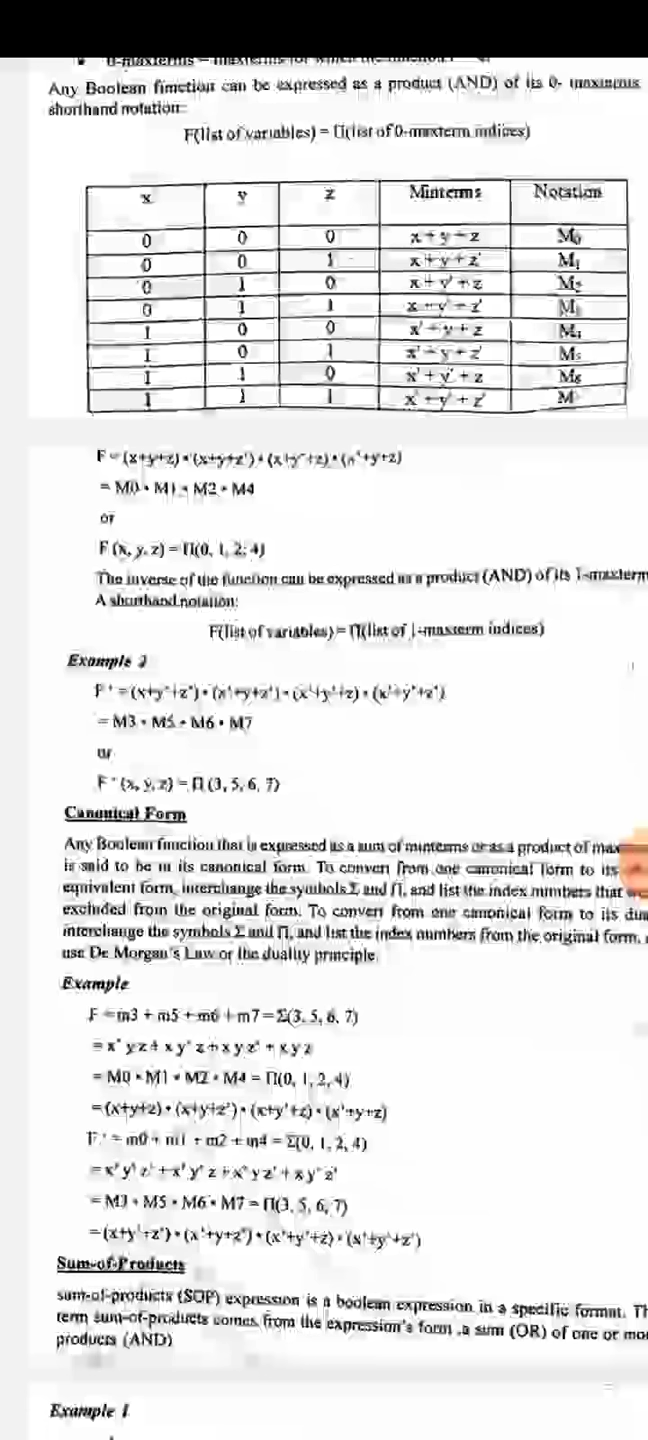 Any Boolean function can be expressed as a product (AND) of its 0- maxterms
shorthand notation:
F(list of variables) = Π(list of 0-maxterm indices)
x y z Minterms Notation
0 0 0 x + y + z M0
0 0 1 x + y + z' M1
0 1 0 x + y' + z M2
0 1 1 x + y' + z' M
1 0 0 x' + y + z M4
1 0 1 x' + y + z' M5
1 1 0 x' + y' + z M6
1 1 1 x' + y' + z' M
F = (x+y+z) • (x+y+z') • (x+y'+z) • (x'+y+z)
= M0 • M1 • M2 • M4
or
F (x, y, z) = Π(0, 1, 2, 4)
The inverse of the function can be expressed as a product (AND) of its 1-maxterm
A shorthand notation:
F(list of variables) = Π(list of 1-maxterm indices)
Example 2
F ' = (x+y'+z') • (x'+y+z') • (x'+y'+z) • (x'+y'+z')
= M3 • M5 • M6 • M7
or
F ' (x, y, z) = Π (3, 5, 6, 7)
Canonical Form
Any Boolean function that is expressed as a sum of minterms or as a product of max
is said to be in its canonical form. To convert from one canonical form to its
equivalent form, interchange the symbols Σ and Π, and list the index numbers that we
excluded from the original form. To convert from one canonical form to its dua
interchange the symbols Σ and Π, and list the index numbers from the original form,
use De Morgan's Law or the duality principle
Example
F = m3 + m5 + m6 + m7 = Σ(3, 5, 6, 7)
= x' y z + x y' z + x y z' + x y z
= M0 • M1 • M2 • M4 = Π(0, 1, 2, 4)
= (x+y+z) • (x+y+z') • (x+y'+z) • (x'+y+z)
F ' = m0 + m1 + m2 + m4 = Σ(0, 1, 2, 4)
= x' y' z' + x' y' z + x' y z' + x y' z'
= M3 • M5 • M6 • M7 = Π(3, 5, 6, 7)
= (x+y'+z') • (x'+y+z') • (x'+y'+z) • (x'+y'+z')
Sum-of-Products
sum-of-products (SOP) expression is a boolean expression in a specific format. Th
term sum-of-products comes from the expression's form ,a sum (OR) of one or mor
products (AND)
Example 1